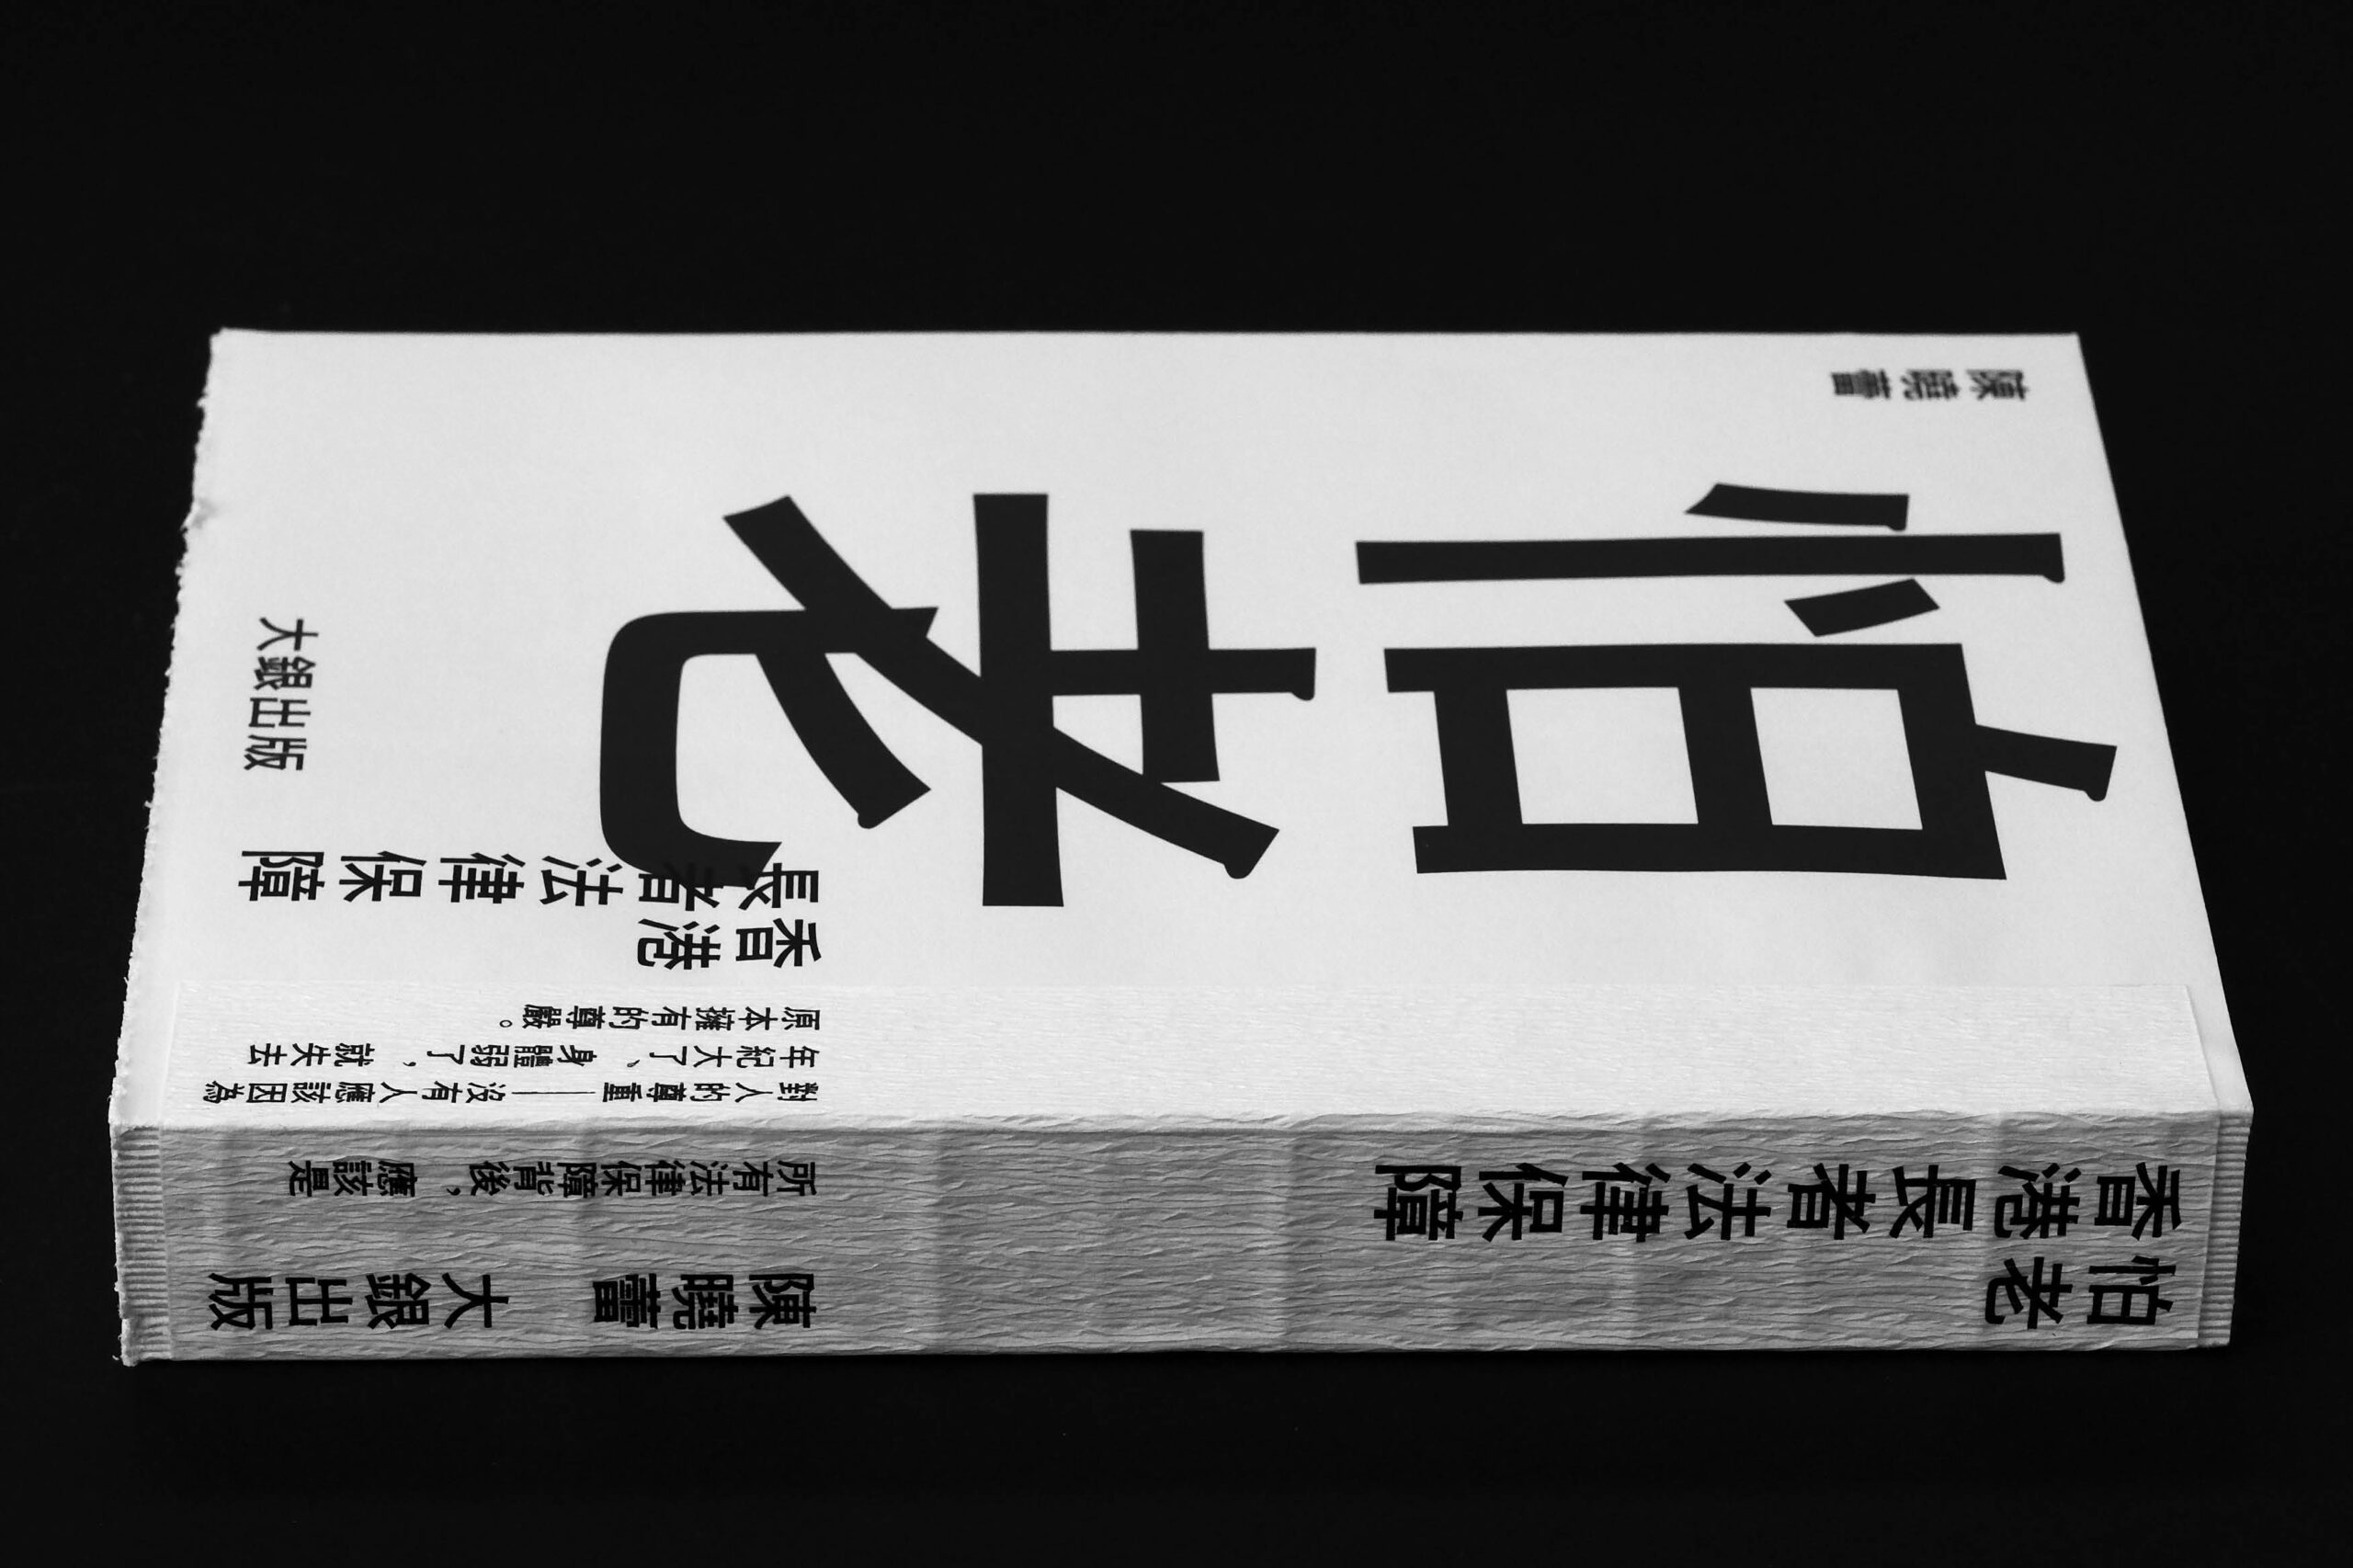 陳曉蕾
怕老
香港
長者法律保障
大銀出版
所有法律保障背後，應該是
對人的尊重——沒有人應該因為
年紀大了、身體弱了，就失去
原本擁有的尊嚴。
香港長者法律保障
怕老
陳曉蕾 大銀出版